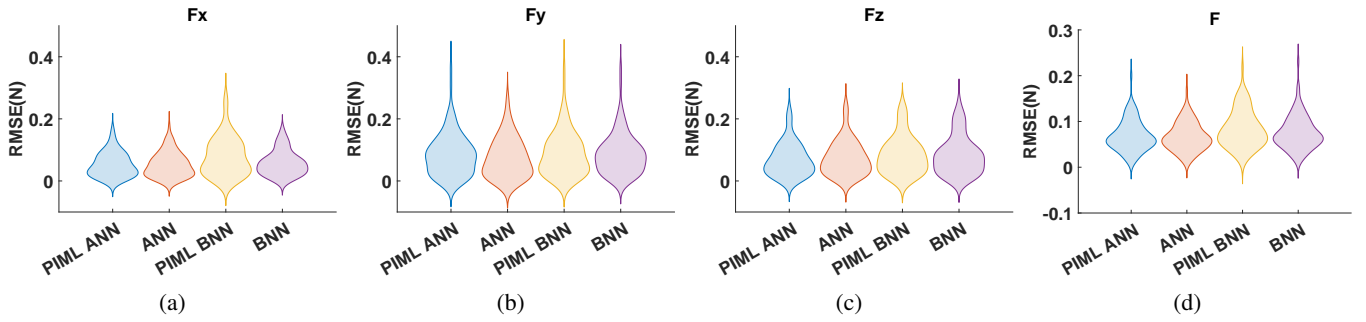 Fx
RMSE(N)
0.4
0.2
0
PIML ANN
ANN
PIML BNN
BNN
(a)
Fy
RMSE(N)
0.4
0.2
0
PIML ANN
ANN
PIML BNN
BNN
(b)
Fz
RMSE(N)
0.4
0.2
0
PIML ANN
ANN
PIML BNN
BNN
(c)
F
RMSE(N)
0.3
0.2
0.1
0
-0.1
PIML ANN
ANN
PIML BNN
BNN
(d)